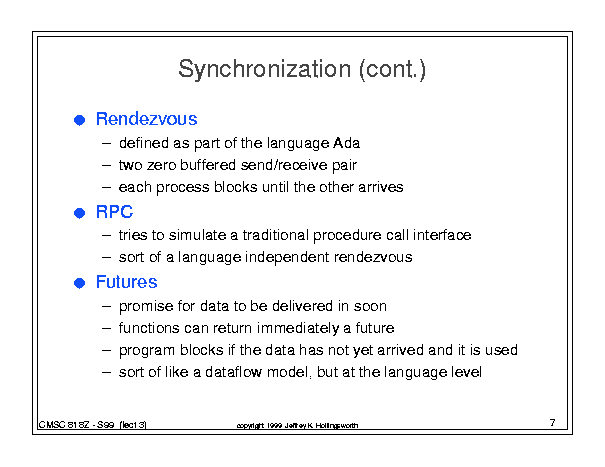 Synchronization (cont.)
● Rendezvous
– defined as part of the language Ada
– two zero buffered send/receive pair
– each process blocks until the other arrives
● RPC
– tries to simulate a traditional procedure call interface
– sort of a language independent rendezvous
● Futures
– promise for data to be delivered in soon
– functions can return immediately a future
– program blocks if the data has not yet arrived and it is used
– sort of like a dataflow model, but at the language level
CMSC 818Z - S99 (lect 3) copyright 1999 Jeffrey K. Hollingsworth 7